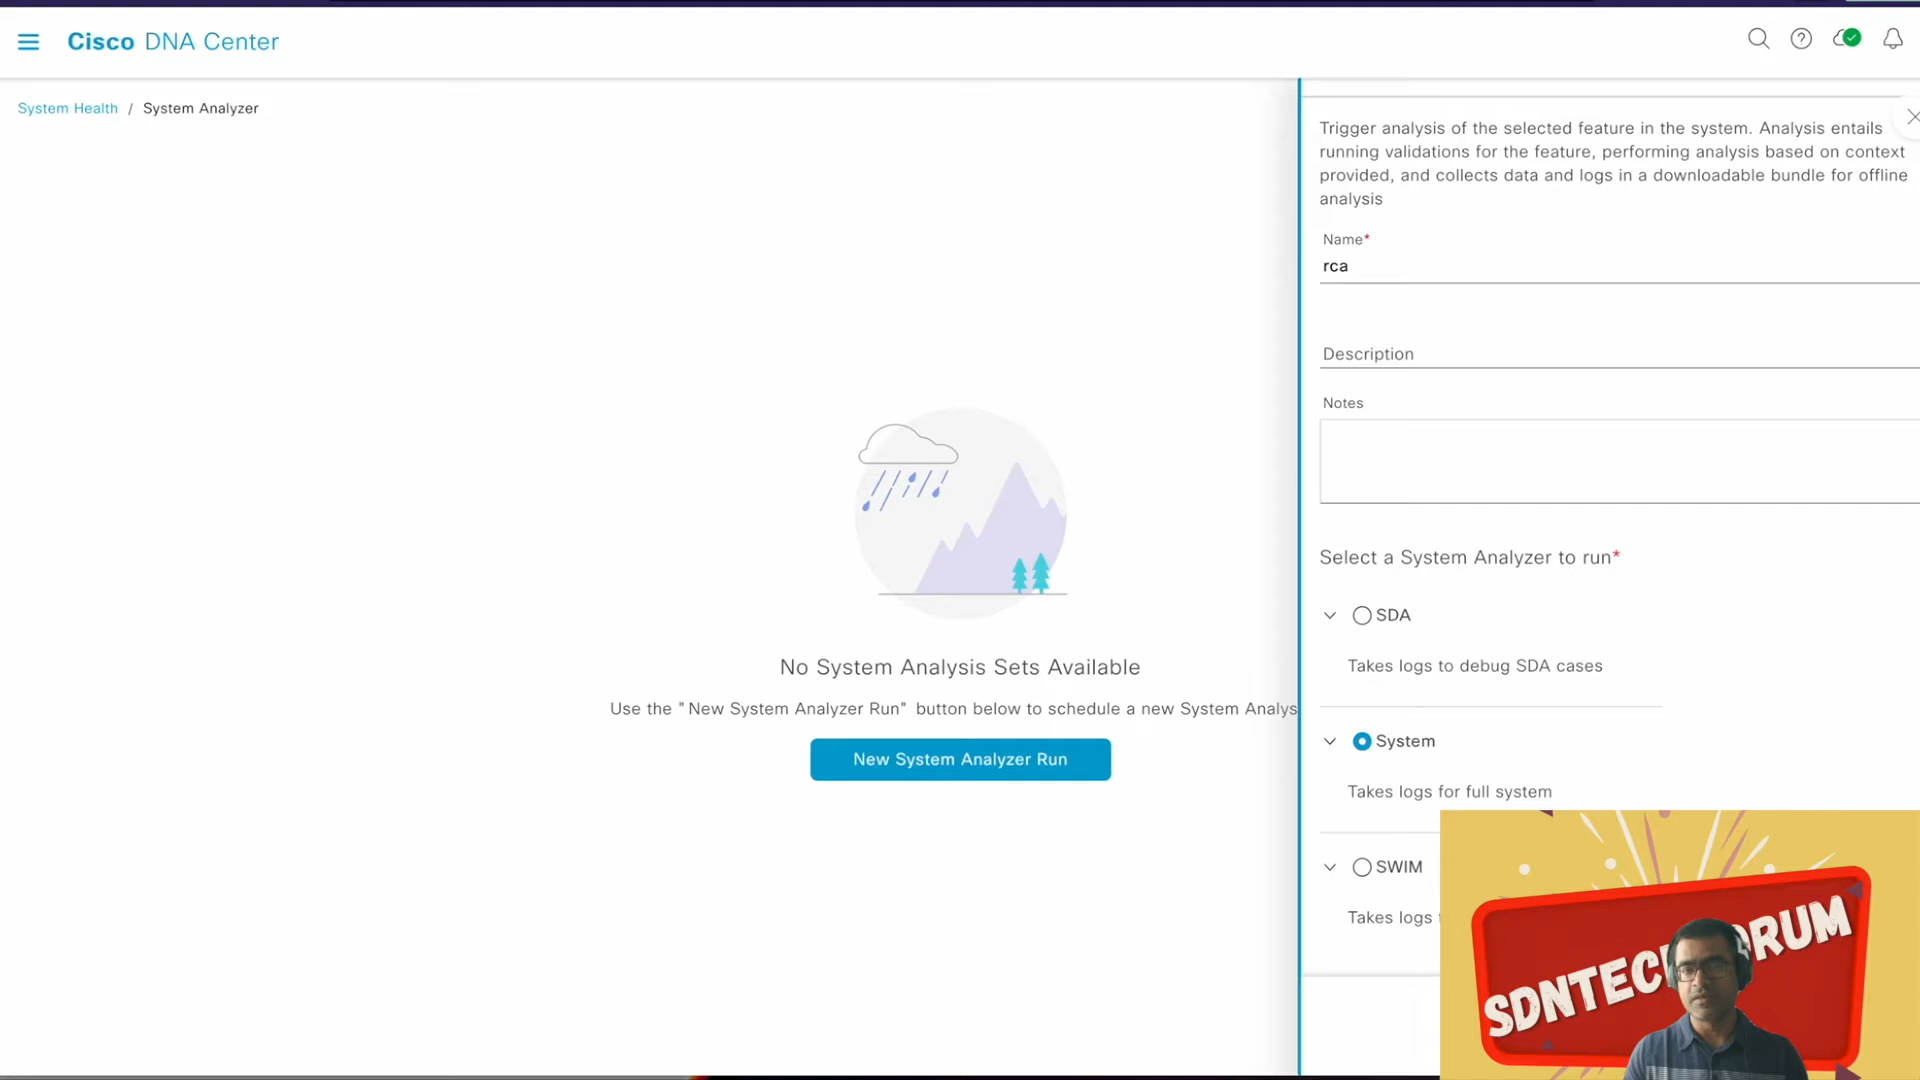 Cisco DNA Center
System Health / System Analyzer
Trigger analysis of the selected feature in the system. Analysis entails
running validations for the feature, performing analysis based on context
provided, and collects data and logs in a downloadable bundle for offline
analysis
Name*
rca
Description
Notes
Select a System Analyzer to run*
SDA
Takes logs to debug SDA cases
System
Takes logs for full system
SWIM
Takes logs
No System Analysis Sets Available
Use the "New System Analyzer Run" button below to schedule a new System Analys
New System Analyzer Run